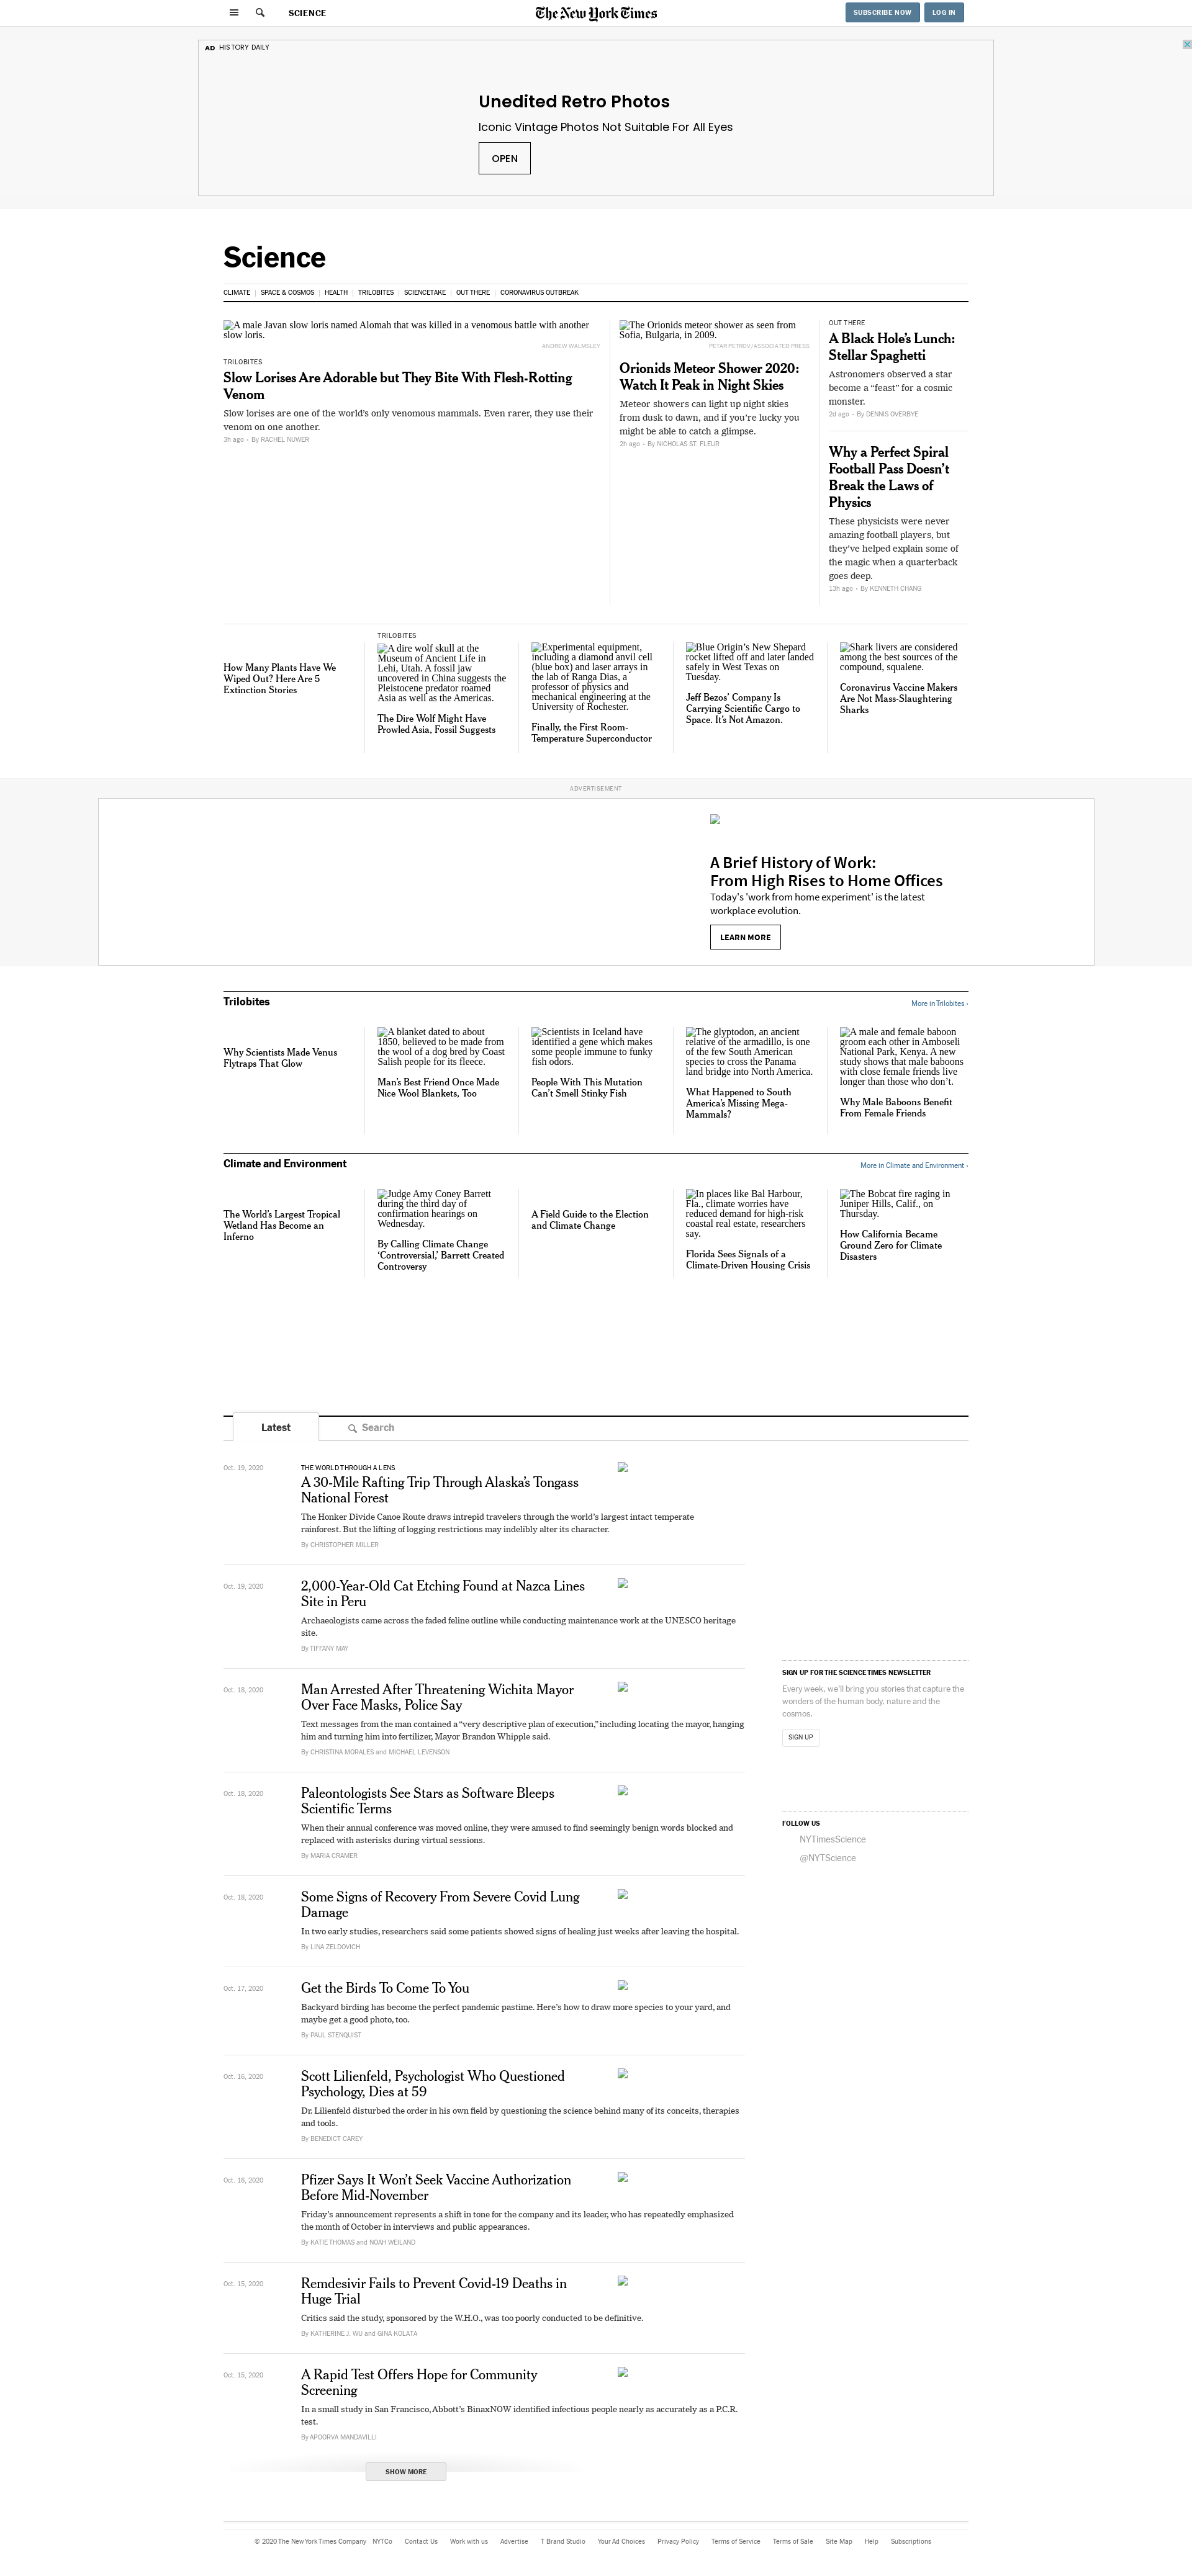 SCIENCE
The New York Times
SUBSCRIBE NOW
LOG IN
AD HISTORY DAILY
Unedited Retro Photos
Iconic Vintage Photos Not Suitable For All Eyes
OPEN
Science
CLIMATE | SPACE & COSMOS | HEALTH | TRILOBITES | SCIENCETAKE | OUT THERE | CORONAVIRUS OUTBREAK
A male Javan slow loris named Alomah that was killed in a venomous battle with another
slow loris.
ANDREW WALMSLEY
TRILOBITES
Slow Lorises Are Adorable but They Bite With Flesh-Rotting
Venom
Slow lorises are one of the world's only venomous mammals. Even rarer, they use their
venom on one another.
3h ago - By RACHEL NUWER
The Orionids meteor shower as seen from
Sofia, Bulgaria, in 2009.
PETAR PETROV/ASSOCIATED PRESS
Orionids Meteor Shower 2020:
Watch It Peak in Night Skies
Meteor showers can light up night skies
from dusk to dawn, and if you're lucky you
might be able to catch a glimpse.
2h ago - By NICHOLAS ST. FLEUR
OUT THERE
A Black Hole's Lunch:
Stellar Spaghetti
Astronomers observed a star
become a “feast” for a cosmic
monster.
2d ago - By DENNIS OVERBYE
Why a Perfect Spiral
Football Pass Doesn't
Break the Laws of
Physics
These physicists were never
amazing football players, but
they've helped explain some of
the magic when a quarterback
goes deep.
13h ago - By KENNETH CHANG
How Many Plants Have We
Wiped Out? Here Are 5
Extinction Stories
TRILOBITES
A dire wolf skull at the
Museum of Ancient Life in
Lehi, Utah. A fossil jaw
uncovered in China suggests the
Pleistocene predator roamed
Asia as well as the Americas.
The Dire Wolf Might Have
Prowled Asia, Fossil Suggests
Experimental equipment,
including a diamond anvil cell
(blue box) and laser arrays in
the lab of Ranga Dias, a
professor of physics and
mechanical engineering at the
University of Rochester.
Finally, the First Room-
Temperature Superconductor
Blue Origin's New Shepard
rocket lifted off and later landed
safely in West Texas on
Tuesday.
Jeff Bezos' Company Is
Carrying Scientific Cargo to
Space. It's Not Amazon.
Shark livers are considered
among the best sources of the
compound, squalene.
Coronavirus Vaccine Makers
Are Not Mass-Slaughtering
Sharks
ADVERTISEMENT
A Brief History of Work:
From High Rises to Home Offices
Today's 'work from home experiment' is the latest
workplace evolution.
LEARN MORE
Trilobites
More in Trilobites ›
Why Scientists Made Venus
Flytraps That Glow
A blanket dated to about
1850, believed to be made from
the wool of a dog bred by Coast
Salish people for its fleece.
Man's Best Friend Once Made
Nice Wool Blankets, Too
Scientists in Iceland have
identified a gene which makes
some people immune to funky
fish odors.
People With This Mutation
Can't Smell Stinky Fish
The glyptodon, an ancient
relative of the armadillo, is one
of the few South American
species to cross the Panama
land bridge into North America.
What Happened to South
America's Missing Mega-
Mammals?
A male and female baboon
groom each other in Amboseli
National Park, Kenya. A new
study shows that male baboons
with close female friends live
longer than those who don't.
Why Male Baboons Benefit
From Female Friends
Climate and Environment
More in Climate and Environment ›
The World's Largest Tropical
Wetland Has Become an
Inferno
Judge Amy Coney Barrett
during the third day of
confirmation hearings on
Wednesday.
By Calling Climate Change
'Controversial,' Barrett Created
Controversy
A Field Guide to the Election
and Climate Change
In places like Bal Harbour,
Fla., climate worries have
reduced demand for high-risk
coastal real estate, researchers
say.
Florida Sees Signals of a
Climate-Driven Housing Crisis
The Bobcat fire raging in
Juniper Hills, Calif., on
Thursday.
How California Became
Ground Zero for Climate
Disasters
Latest
Search
Oct. 19, 2020
THE WORLD THROUGH A LENS
A 30-Mile Rafting Trip Through Alaska's Tongass
National Forest
The Honker Divide Canoe Route draws intrepid travelers through the world's largest intact temperate
rainforest. But the lifting of logging restrictions may indelibly alter its character.
By CHRISTOPHER MILLER
Oct. 19, 2020
2,000-Year-Old Cat Etching Found at Nazca Lines
Site in Peru
Archaeologists came across the faded feline outline while conducting maintenance work at the UNESCO heritage
site.
By TIFFANY MAY
Oct. 18, 2020
Man Arrested After Threatening Wichita Mayor
Over Face Masks, Police Say
Text messages from the man contained a “very descriptive plan of execution,” including locating the mayor, hanging
him and turning him into fertilizer, Mayor Brandon Whipple said.
By CHRISTINA MORALES and MICHAEL LEVENSON
Oct. 18, 2020
Paleontologists See Stars as Software Bleeps
Scientific Terms
When their annual conference was moved online, they were amused to find seemingly benign words blocked and
replaced with asterisks during virtual sessions.
By MARIA CRAMER
Oct. 18, 2020
Some Signs of Recovery From Severe Covid Lung
Damage
In two early studies, researchers said some patients showed signs of healing just weeks after leaving the hospital.
By LINA ZELDOVICH
Oct. 17, 2020
Get the Birds To Come To You
Backyard birding has become the perfect pandemic pastime. Here's how to draw more species to your yard, and
maybe get a good photo, too.
By PAUL STENQUIST
Oct. 16, 2020
Scott Lilienfeld, Psychologist Who Questioned
Psychology, Dies at 59
Dr. Lilienfeld disturbed the order in his own field by questioning the science behind many of its conceits, therapies
and tools.
By BENEDICT CAREY
Oct. 16, 2020
Pfizer Says It Won't Seek Vaccine Authorization
Before Mid-November
Friday's announcement represents a shift in tone for the company and its leader, who has repeatedly emphasized
the month of October in interviews and public appearances.
By KATIE THOMAS and NOAH WEILAND
Oct. 15, 2020
Remdesivir Fails to Prevent Covid-19 Deaths in
Huge Trial
Critics said the study, sponsored by the W.H.O., was too poorly conducted to be definitive.
By KATHERINE J. WU and GINA KOLATA
Oct. 15, 2020
A Rapid Test Offers Hope for Community
Screening
In a small study in San Francisco, Abbott's BinaxNOW identified infectious people nearly as accurately as a P.C.R.
test.
By APOORVA MANDAVILLI
SHOW MORE
SIGN UP FOR THE SCIENCE TIMES NEWSLETTER
Every week, we'll bring you stories that capture the
wonders of the human body, nature and the
cosmos.
SIGN UP
FOLLOW US
NYTimesScience
@NYTScience
© 2020 The New York Times Company NYTCo Contact Us Work with us Advertise T Brand Studio Your Ad Choices Privacy Policy Terms of Service Terms of Sale Site Map Help Subscriptions